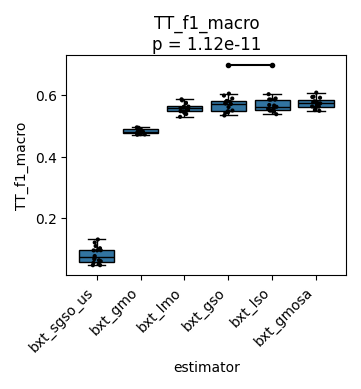 TT_f1_macro
p = 1.12e-11
TT_f1_macro
0.6
0.4
0.2
bxt_sgso_us
bxt_gmo
bxt_lmo
bxt_gso
bxt_lso
bxt_gmosa
estimator